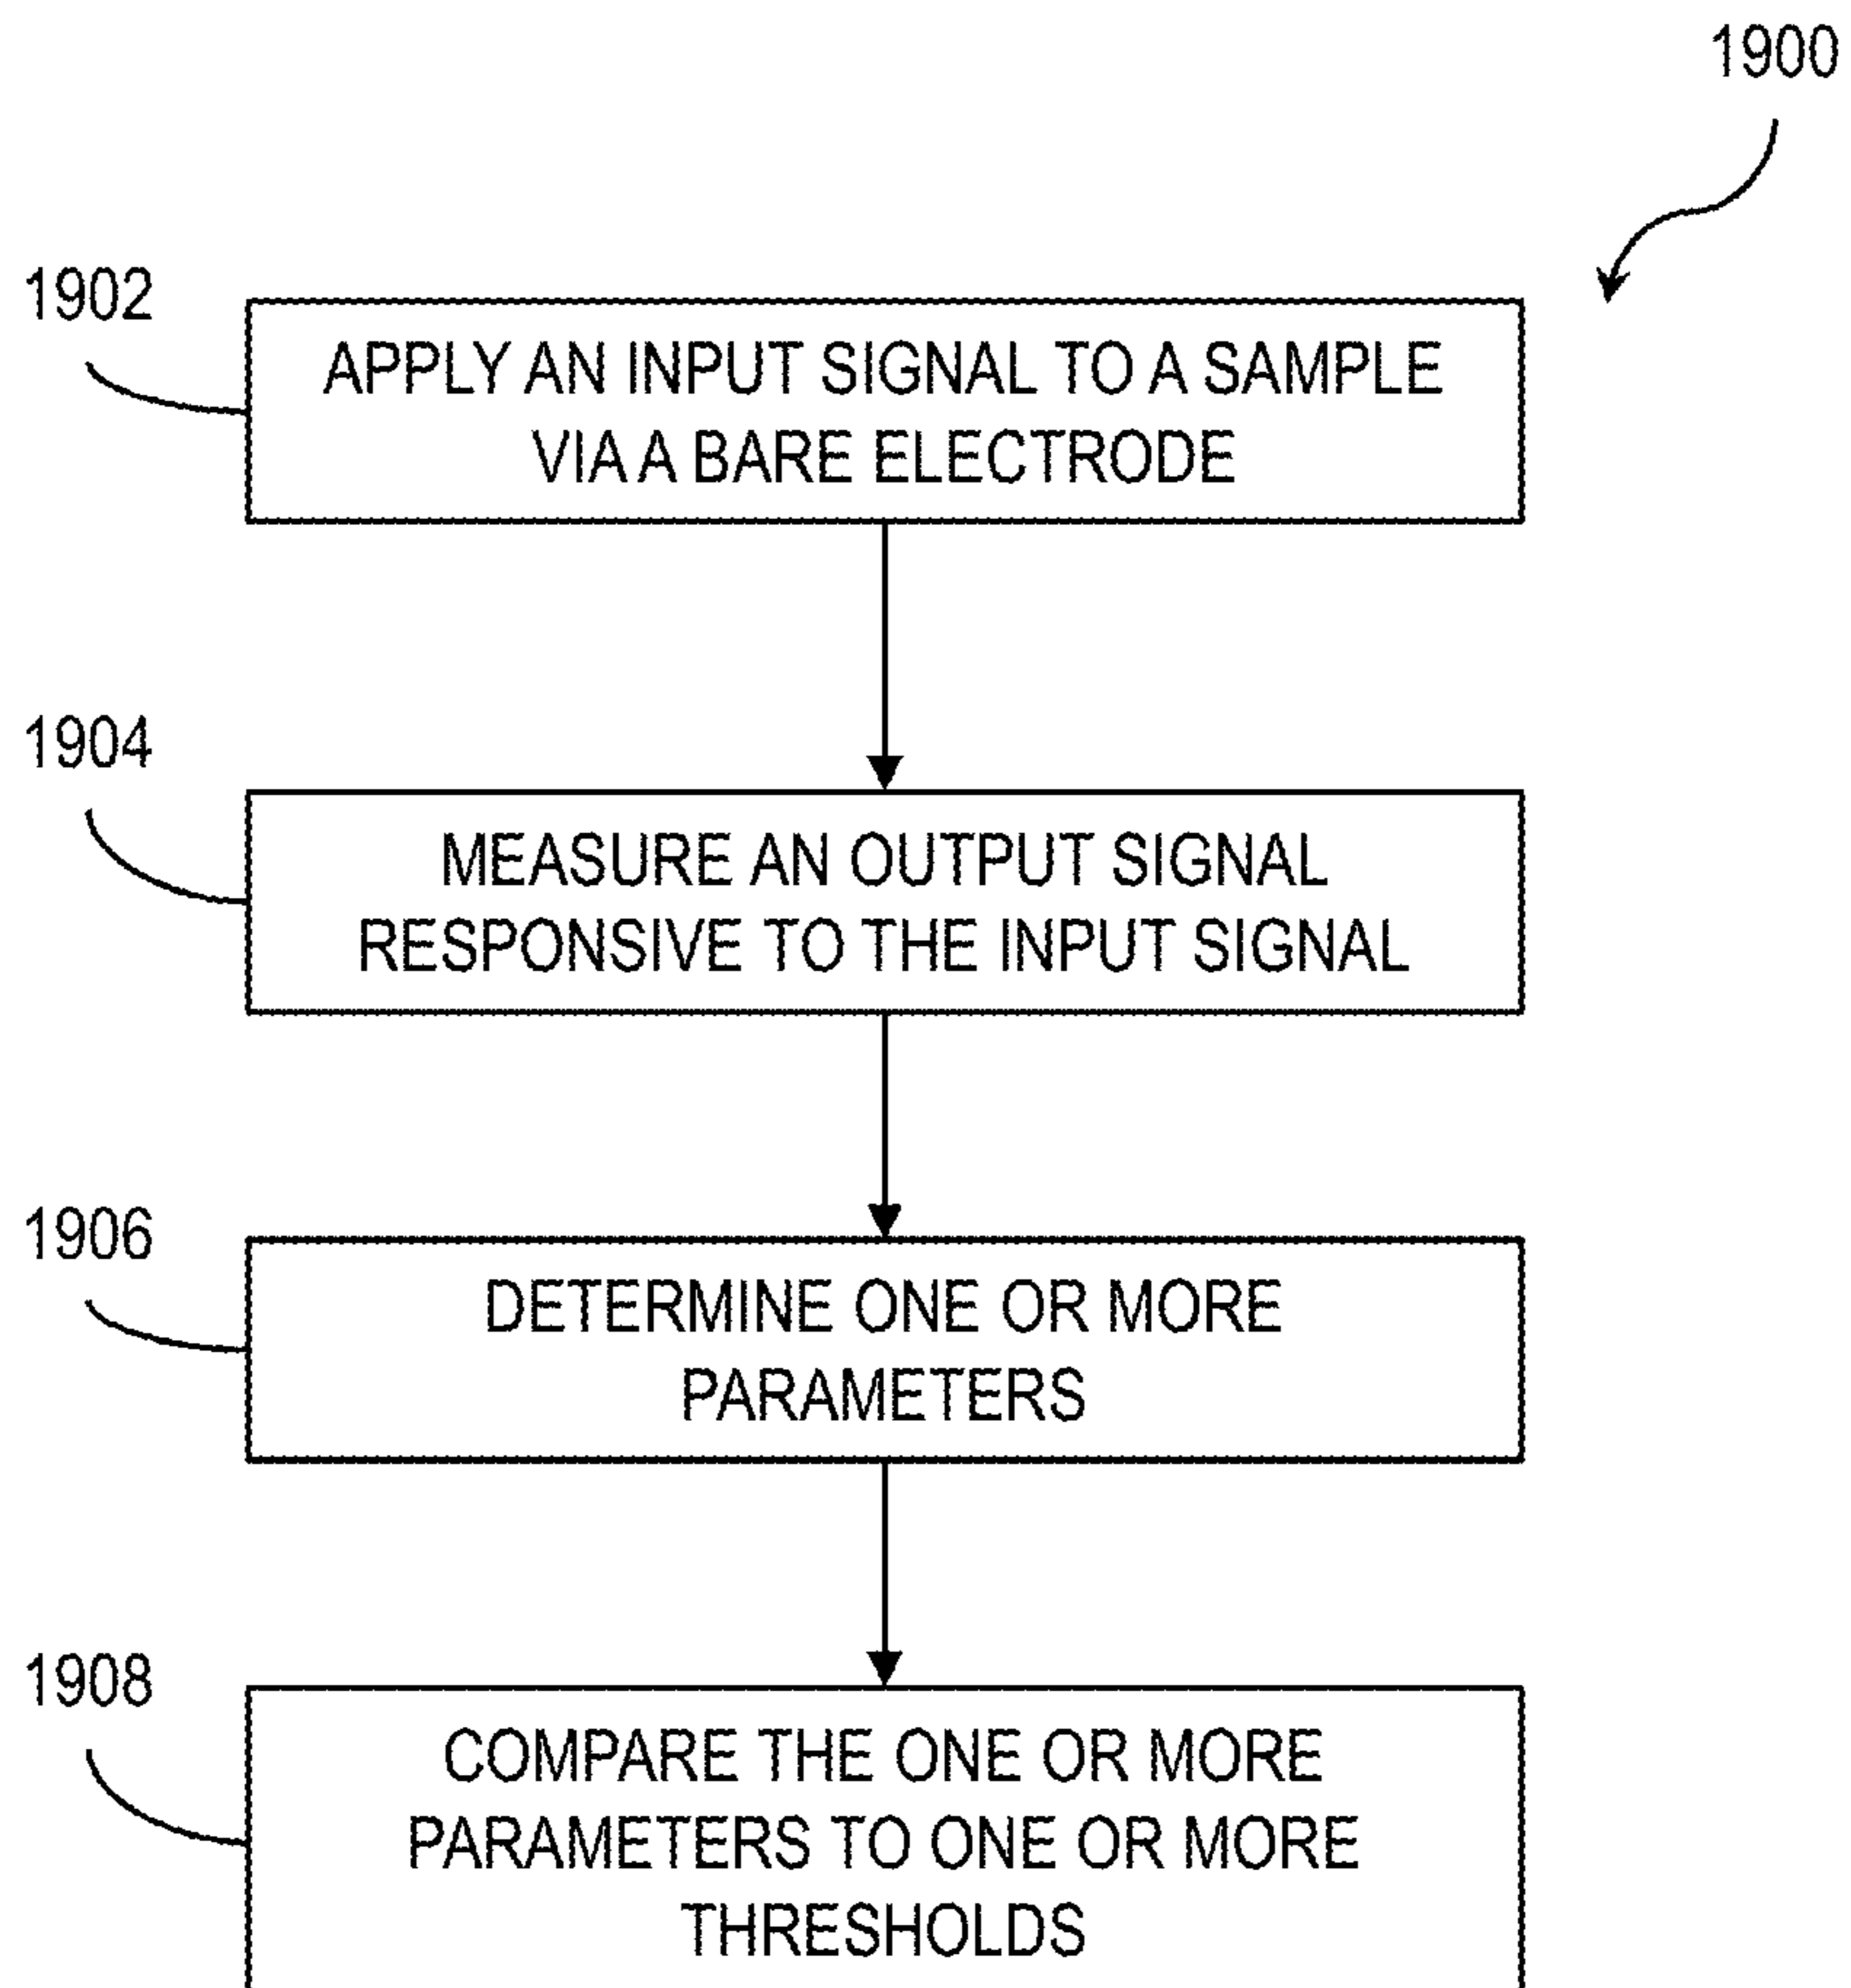 1900
1902
APPLY AN INPUT SIGNAL TO A SAMPLE
VIA A BARE ELECTRODE
1904
MEASURE AN OUTPUT SIGNAL
RESPONSIVE TO THE INPUT SIGNAL
1906
DETERMINE ONE OR MORE
PARAMETERS
1908
COMPARE THE ONE OR MORE
PARAMETERS TO ONE OR MORE
THRESHOLDS